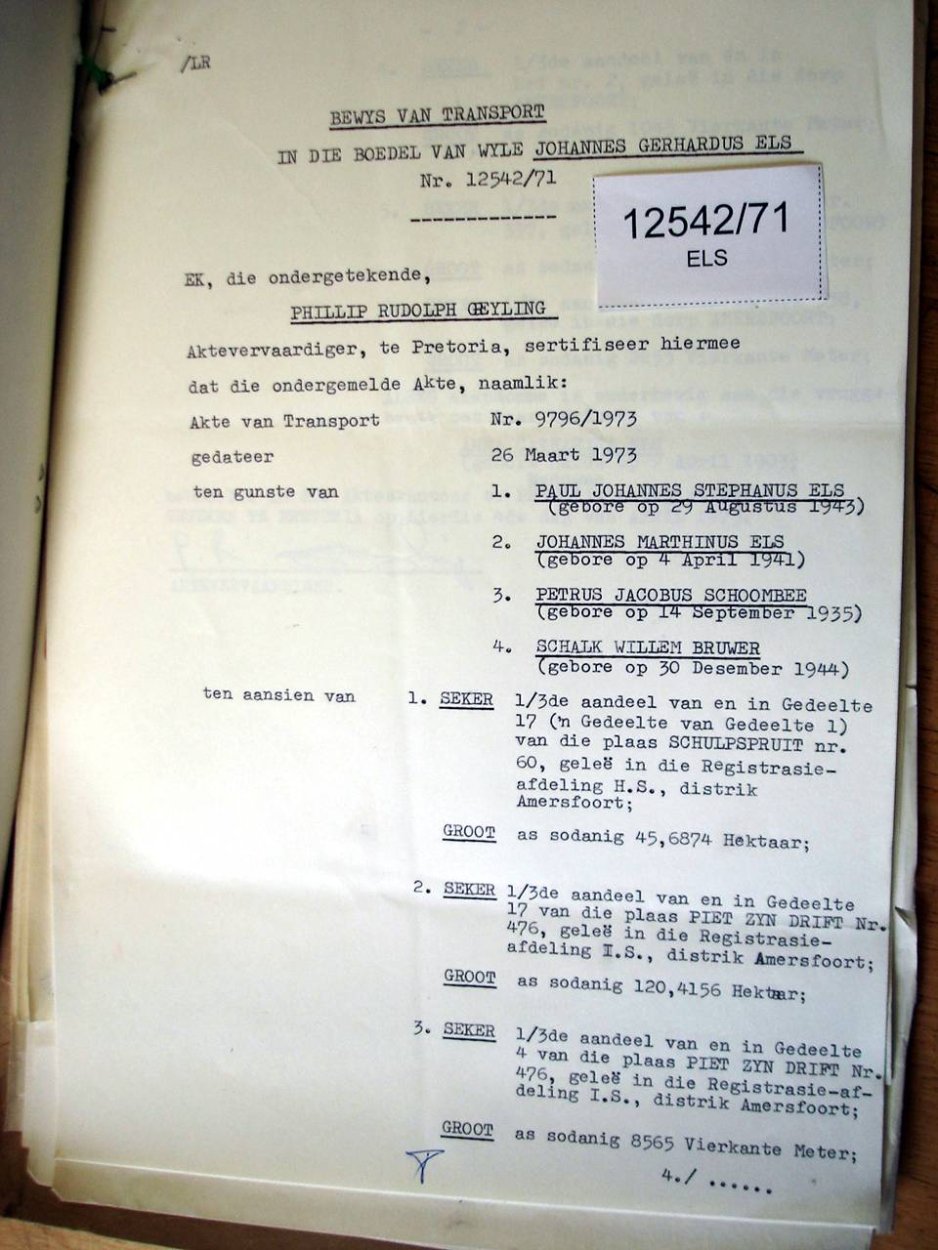 /LR
BEWYS VAN TRANSPORT
IN DIE BOEDEL VAN WYLE JOHANNES GERHARDUS ELS
Nr. 12542/71
-------------
12542/71
ELS
EK, die ondergetekende,
PHILLIP RUDOLPH GEYLING
Aktevervaardiger, te Pretoria, sertifiseer hiermee
dat die ondergemelde Akte, naamlik:
Akte van Transport Nr. 9796/1973
gedateer 26 Maart 1973
ten gunste van 1. PAUL JOHANNES STEPHANUS ELS
(gebore op 29 Augustus 1943)
2. JOHANNES MARTHINUS ELS
(gebore op 4 April 1941)
3. PETRUS JACOBUS SCHOOMBEE
(gebore op 14 September 1935)
4. SCHALK WILLEM BRUWER
(gebore op 30 Desember 1944)
ten aansien van 1. SEKER 1/3de aandeel van en in Gedeelte
17 ('n Gedeelte van Gedeelte 1)
van die plaas SCHULPSPRUIT nr.
60, geleë in die Registrasie-
afdeling H.S., distrik
Amersfoort;
GROOT as sodanig 45,6874 Hektaar;
2. SEKER 1/3de aandeel van en in Gedeelte
17 van die plaas PIET ZYN DRIFT Nr.
476, geleë in die Registrasie-
afdeling I.S., distrik Amersfoort;
GROOT as sodanig 120,4156 Hektaar;
3. SEKER 1/3de aandeel van en in Gedeelte
4 van die plaas PIET ZYN DRIFT Nr.
476, geleë in die Registrasie-af-
deling I.S., distrik Amersfoort;
GROOT as sodanig 8565 Vierkante Meter;
4./ ......